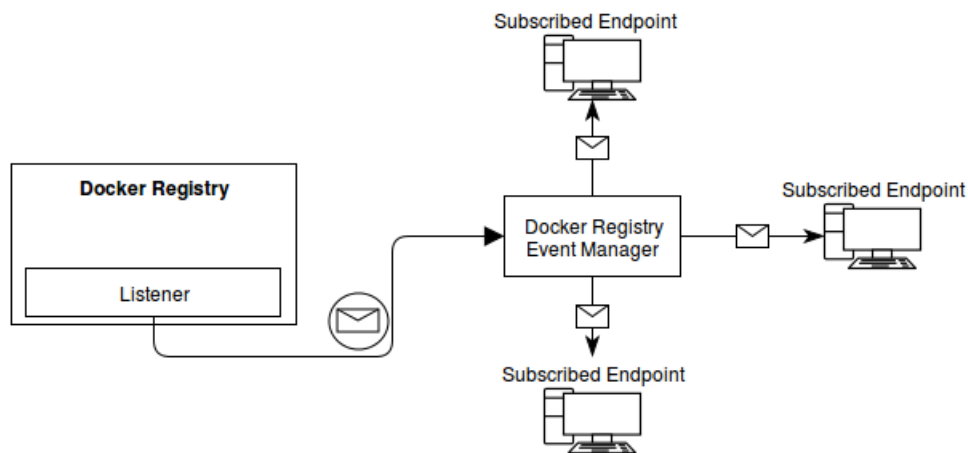 Subscribed Endpoint
Docker Registry
Subscribed Endpoint
Docker Registry
Event Manager
Listener
Subscribed Endpoint